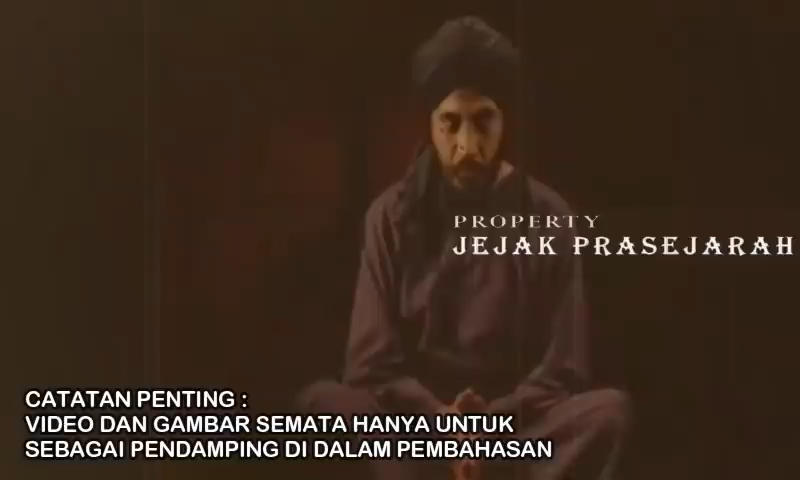 PROPERTY
JEJAK PRASEJARAH
CATATAN PENTING :
VIDEO DAN GAMBAR SEMATA HANYA UNTUK
SEBAGAI PENDAMPING DI DALAM PEMBAHASAN